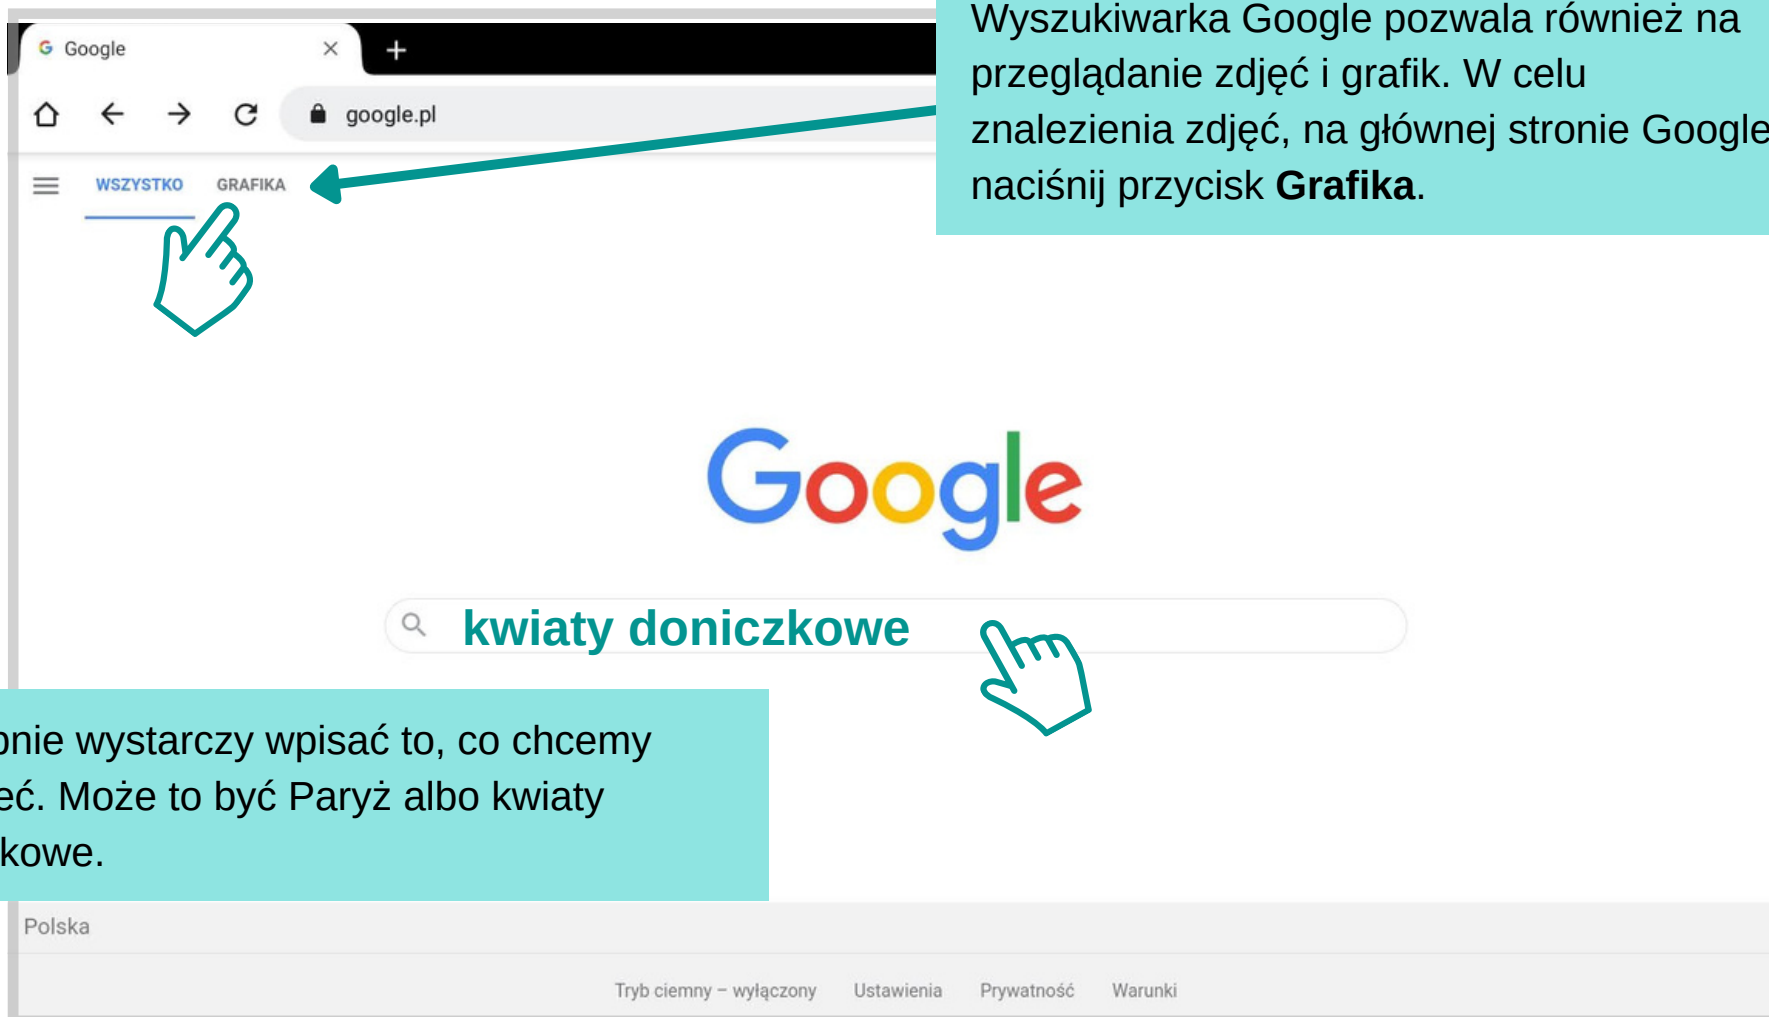 Wyszukiwarka Google pozwala również na
przeglądanie zdjęć i grafik. W celu
znalezienia zdjęć, na głównej stronie Google
naciśnij przycisk Grafika.
Google
google.pl
WSZYSTKO GRAFIKA
Google
kwiaty doniczkowe
wystarczy wpisać to, co chcemy
Może to być Paryż albo kwiaty
Polska
Tryb ciemny – wyłączony Ustawienia Prywatność Warunki